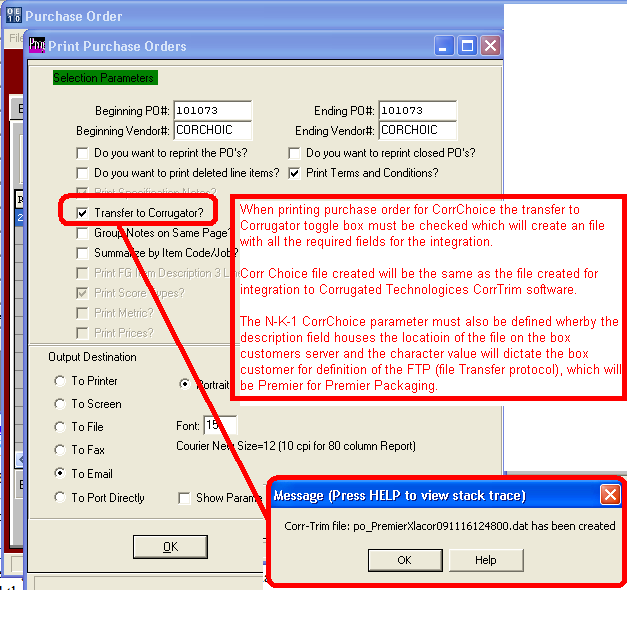 Purchase Order
File
Print Purchase Orders
Selection Parameters
Beginning PO#: 101073
Ending PO#: 101073
Beginning Vendor#: CORCHOIC
Ending Vendor#: CORCHOIC
Do you want to reprint the PO's?
Do you want to reprint closed PO's?
Do you want to print deleted line items?
Print Terms and Conditions?
Print Specification Notes?
Transfer to Corrugator?
Group Notes on Same Page?
Summarize by Item Code/Job?
Print FG Item Description 3 Line
Print Score Types?
Print Metric?
Print Prices?
When printing purchase order for CorrChoice the transfer to
Corrugator toggle box must be checked which will create an file
with all the required fields for the integration.
Corr Choice file created will be the same as the file created for
integration to Corrugated Technologices CorrTrim software.
The N-K-1 CorrChoice parameter must also be defined wherby the
description field houses the locatioin of the file on the box
customers server and the character value will dictate the box
customer for definition of the FTP (file Transfer protocol), which will
be Premier for Premier Packaging.
Output Destination
To Printer
Portrait
To Screen
To File
Font: 15
To Fax
Courier New Size=12 (10 cpi for 80 column Report)
To Email
To Port Directly
Show Parame
OK
Message (Press HELP to view stack trace)
Corr-Trim file: po_PremierXlacor091116124800.dat has been created
OK
Help